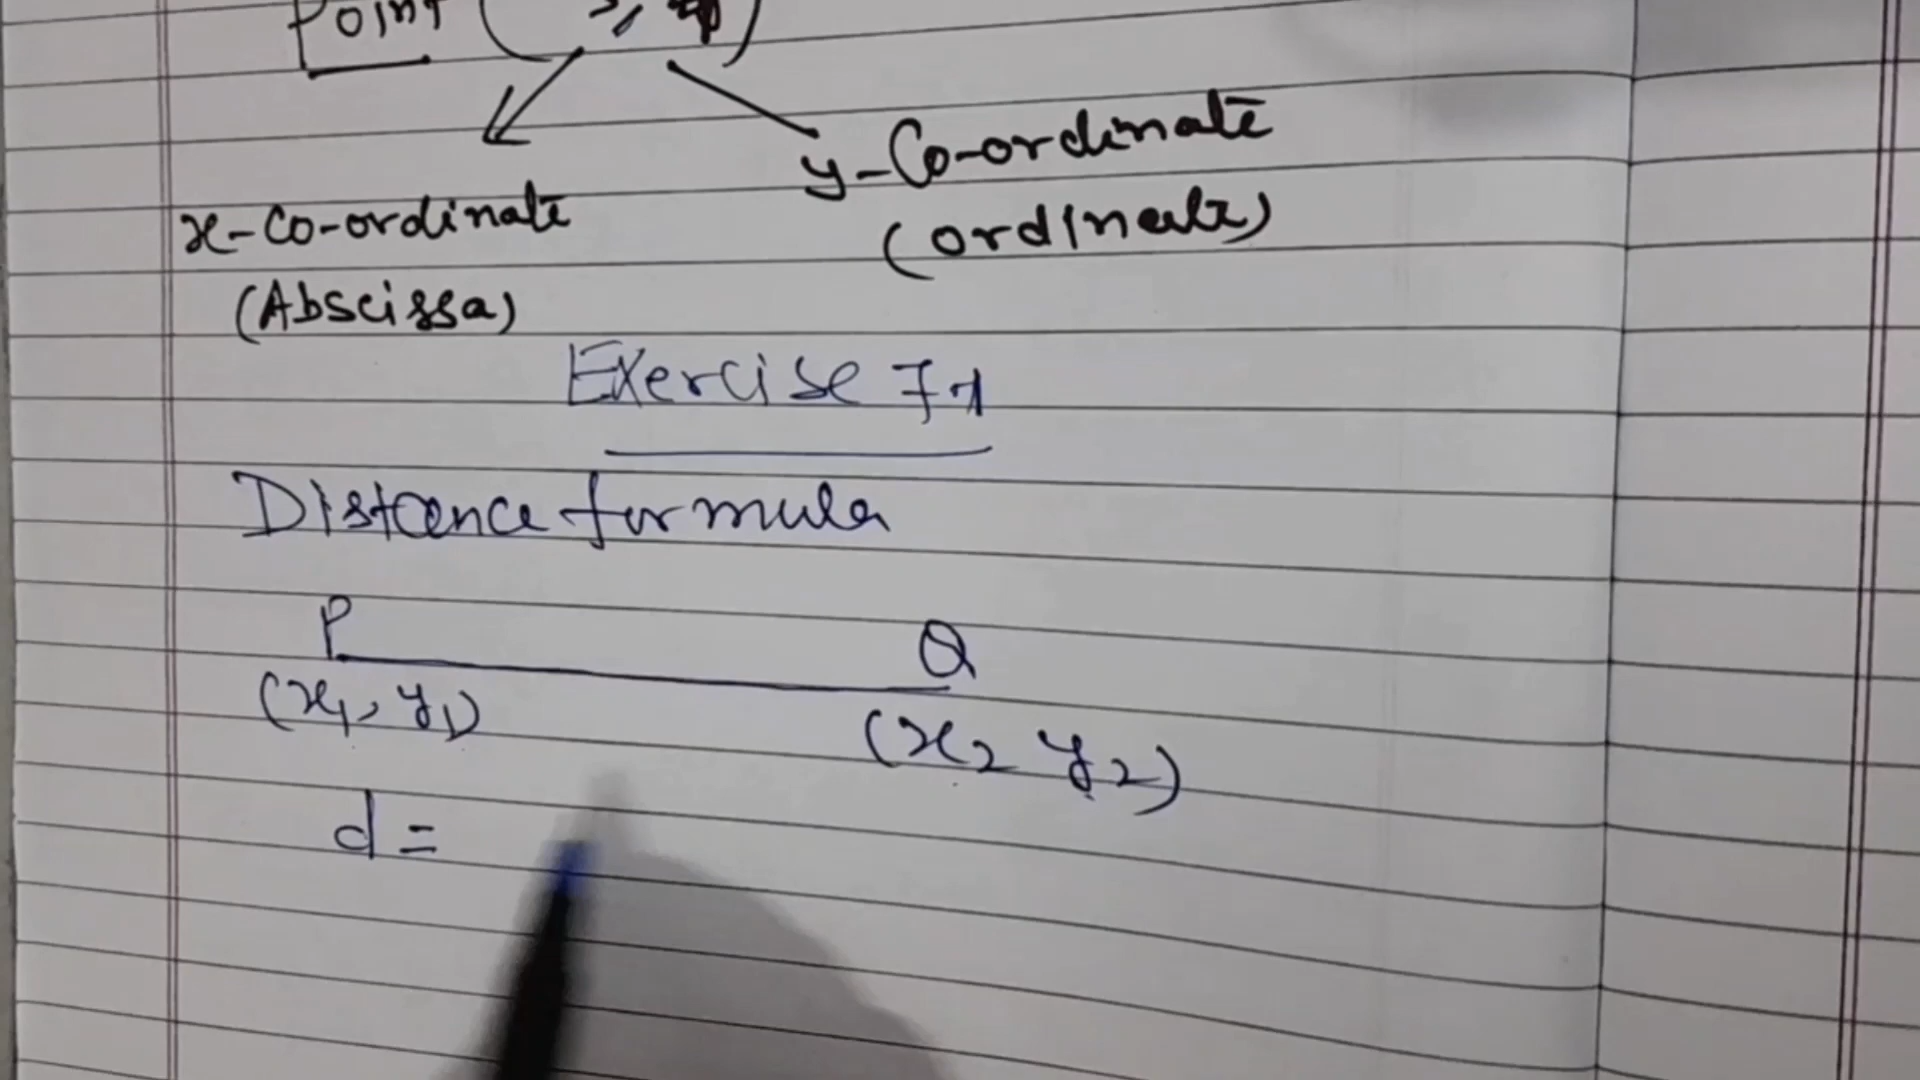 Point (
y-Co-ordinate
x-Co-ordinate
(ordinate)
(Abscissa)
Exercise 7.1
Distance formula
P Q
(x₁, y₁) (x₂ y₂)
d =